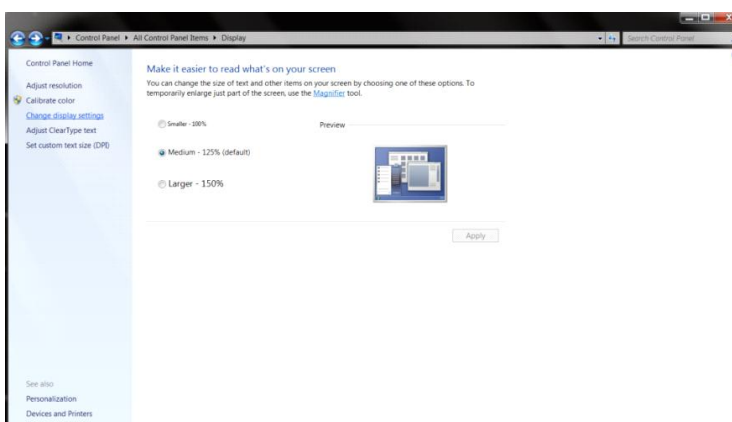 Control Panel ▸ All Control Panel Items ▸ Display
Search Control Panel
Control Panel Home
Adjust resolution
Calibrate color
Change display settings
Adjust ClearType text
Set custom text size (DPI)
See also
Personalization
Devices and Printers
Make it easier to read what's on your screen
You can change the size of text and other items on your screen by choosing one of these options. To
temporarily enlarge just part of the screen, use the Magnifier tool.
Smaller - 100%
Preview
Medium - 125% (default)
Larger - 150%
Apply